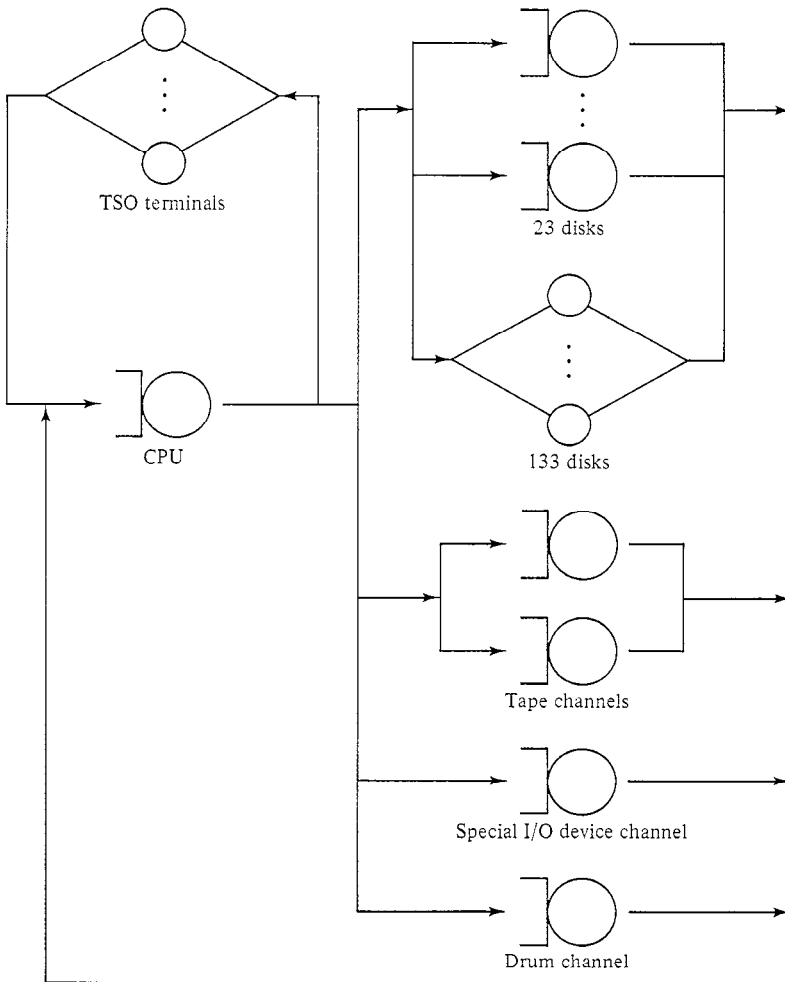 TSO terminals
23 disks
CPU
133 disks
Tape channels
Special I/O device channel
Drum channel